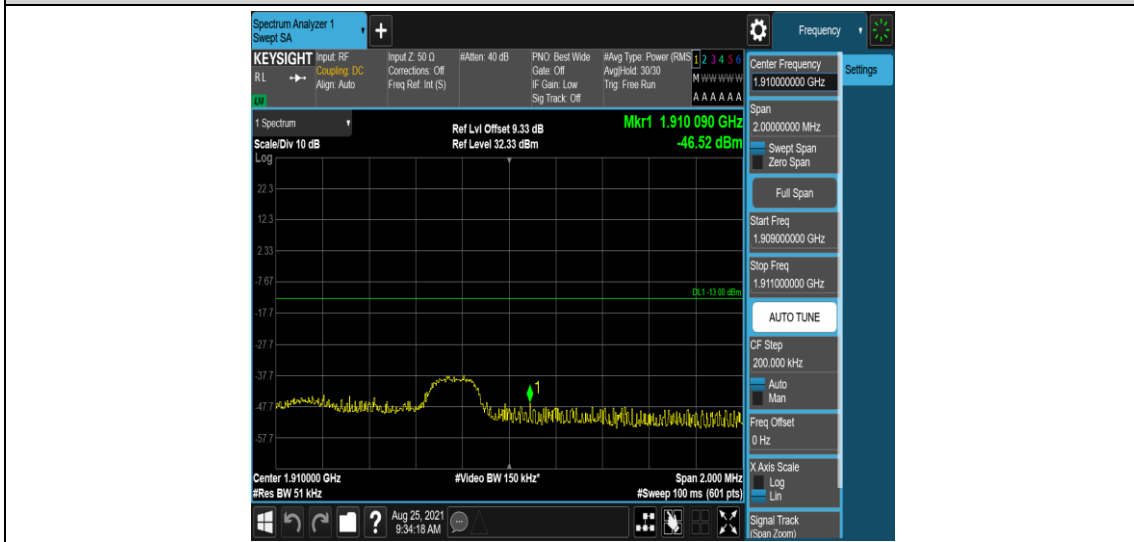 Spectrum Analyzer 1
Swept SA
+
Frequency
KEYSIGHT
RL
LXI
Input: RF
Coupling: DC
Align: Auto
Input Z: 50 Ω
Corrections: Off
Freq Ref: Int (S)
#Atten: 40 dB
PNO: Best Wide
Gate: Off
IF Gain: Low
Sig Track: Off
#Avg Type: Power (RMS
Avg|Hold: 30/30
Trig: Free Run
1 2 3 4 5 6
M W W W W W
A A A A A A
Center Frequency
1.910000000 GHz
Settings
1 Spectrum
Scale/Div 10 dB
Ref Lvl Offset 9.33 dB
Ref Level 32.33 dBm
Mkr1 1.910 090 GHz
-46.52 dBm
Span
2.00000000 MHz
Swept Span
Zero Span
Full Span
Start Freq
1.909000000 GHz
Stop Freq
1.911000000 GHz
AUTO TUNE
CF Step
200.000 kHz
Auto
Man
Freq Offset
0 Hz
X Axis Scale
Log
Lin
Signal Track
(Span Zoom)
Log
22.3
12.3
2.33
-7.67
DL1 -13.00 dBm
-17.7
-27.7
-37.7
1
-47.7
-57.7
Center 1.910000 GHz
#Video BW 150 kHz*
Span 2.000 MHz
#Res BW 51 kHz
#Sweep 100 ms (601 pts)
?
Aug 25, 2021
9:34:18 AM